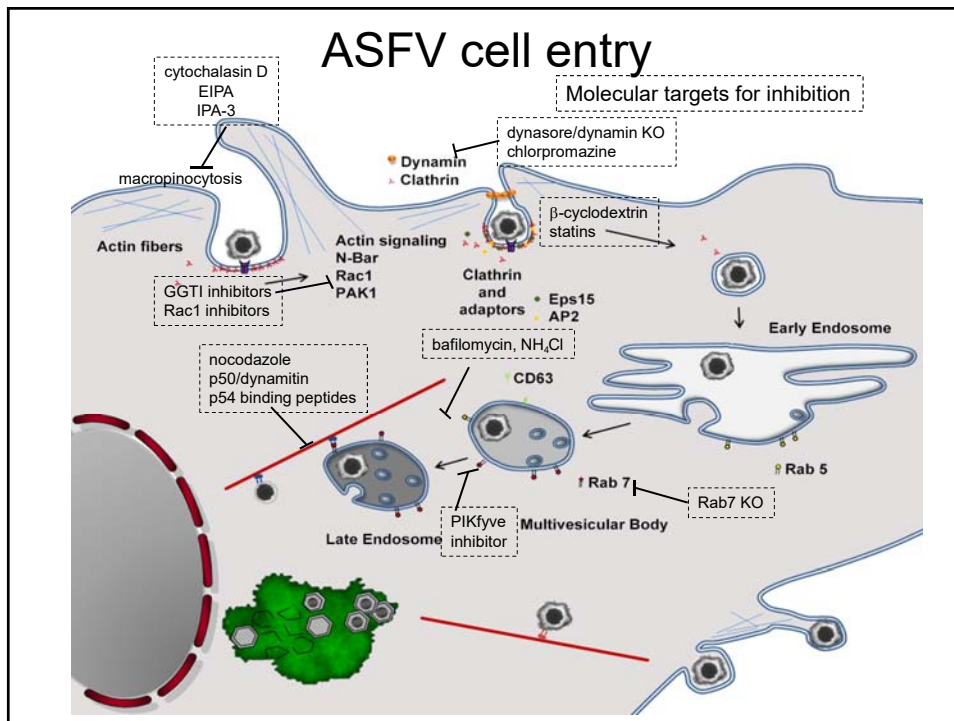 ASFV cell entry
cytochalasin D
EIPA
IPA-3
Molecular targets for inhibition
dynasore/dynamin KO
chlorpromazine
Dynamin
Clathrin
macropinocytosis
β-cyclodextrin
statins
Actin fibers
Actin signaling
N-Bar
Rac1
PAK1
Clathrin
and
adaptors
GGTI inhibitors
Rac1 inhibitors
Eps15
AP2
Early Endosome
bafilomycin, NH₄Cl
nocodazole
p50/dynamitin
p54 binding peptides
CD63
Rab 5
Rab 7
Rab7 KO
Late Endosome
PIKfyve
inhibitor
Multivesicular Body